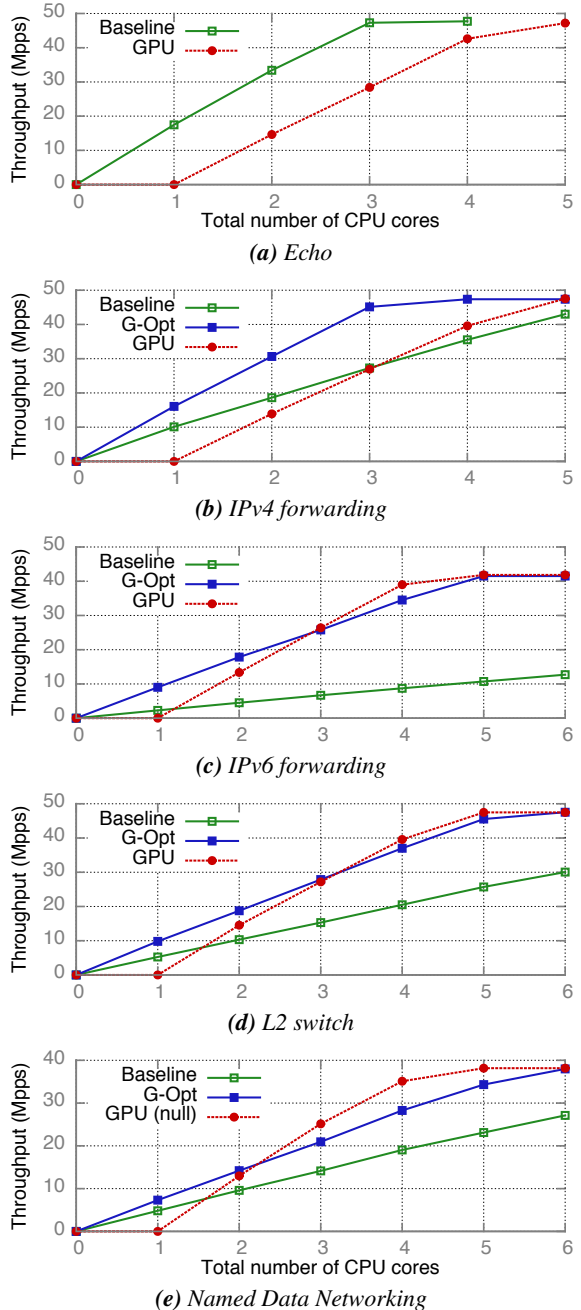 50
40
30
20
10
0
Throughput (Mpps)
Baseline
GPU
0 1 2 3 4 5
Total number of CPU cores
(a) Echo
50
40
30
20
10
0
Throughput (Mpps)
Baseline
G-Opt
GPU
0 1 2 3 4 5
(b) IPv4 forwarding
50
40
30
20
10
0
Throughput (Mpps)
Baseline
G-Opt
GPU
0 1 2 3 4 5 6
(c) IPv6 forwarding
50
40
30
20
10
0
Throughput (Mpps)
Baseline
G-Opt
GPU
0 1 2 3 4 5 6
(d) L2 switch
40
30
20
10
0
Throughput (Mpps)
Baseline
G-Opt
GPU (null)
0 1 2 3 4 5 6
Total number of CPU cores
(e) Named Data Networking